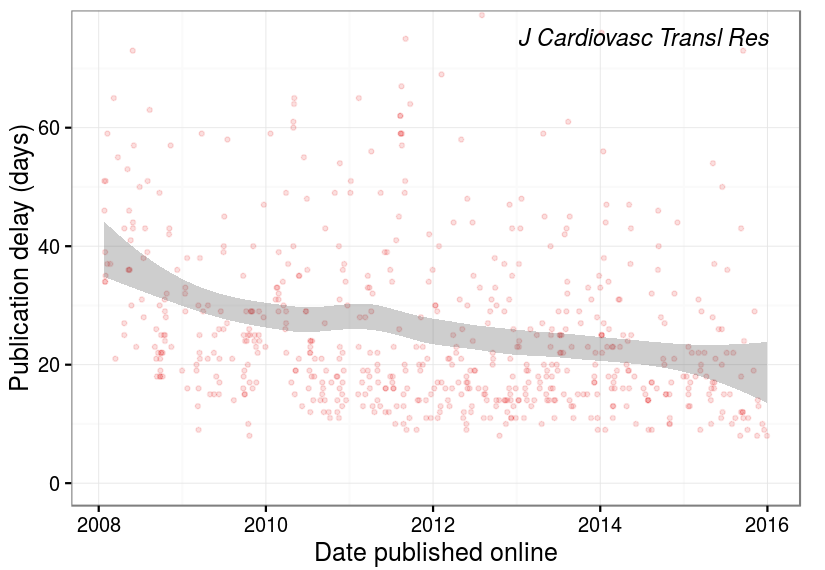 J Cardiovasc Transl Res
Publication delay (days)
60
40
20
0
2008 2010 2012 2014 2016
Date published online